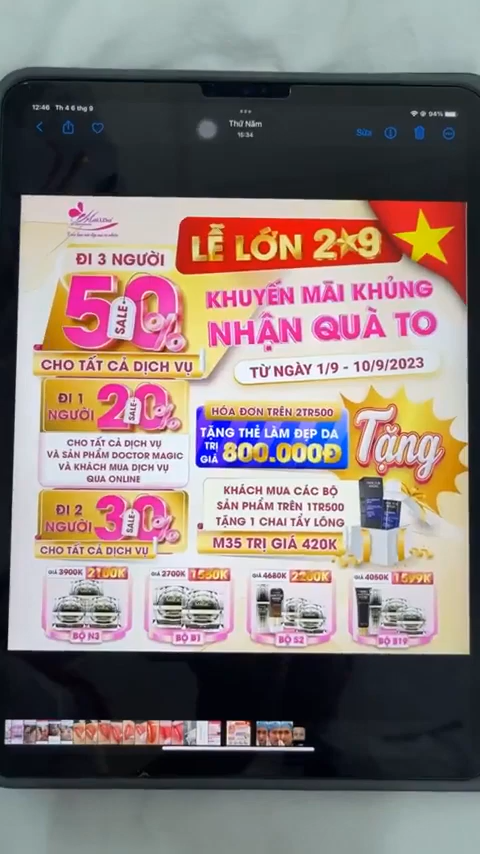 12:46 Th 4 6 thg 9
94%
Thứ Năm
15:34
Sửa
LỄ LỚN 2★9
ĐI 3 NGƯỜI
50%
SALE
CHO TẤT CẢ DỊCH VỤ
KHUYẾN MÃI KHỦNG
NHẬN QUÀ TO
TỪ NGÀY 1/9 - 10/9/2023
ĐI 1
NGƯỜI
20%
SALE
CHO TẤT CẢ DỊCH VỤ
VÀ SẢN PHẨM DOCTOR MAGIC
VÀ KHÁCH MUA DỊCH VỤ
QUA ONLINE
HÓA ĐƠN TRÊN 2TR500
TẶNG THẺ LÀM ĐẸP DA
TRỊ
GIÁ
800.000Đ
Tặng
ĐI 2
NGƯỜI
30%
SALE
CHO TẤT CẢ DỊCH VỤ
KHÁCH MUA CÁC BỘ
SẢN PHẨM TRÊN 1TR500
TẶNG 1 CHAI TẨY LÔNG
M35 TRỊ GIÁ 420K
GIÁ 3900K 2100K
GIÁ 2700K 1550K
GIÁ 4680K 2200K
GIÁ 4050K 1599K
BỘ N3
BỘ B1
BỘ S2
BỘ B19